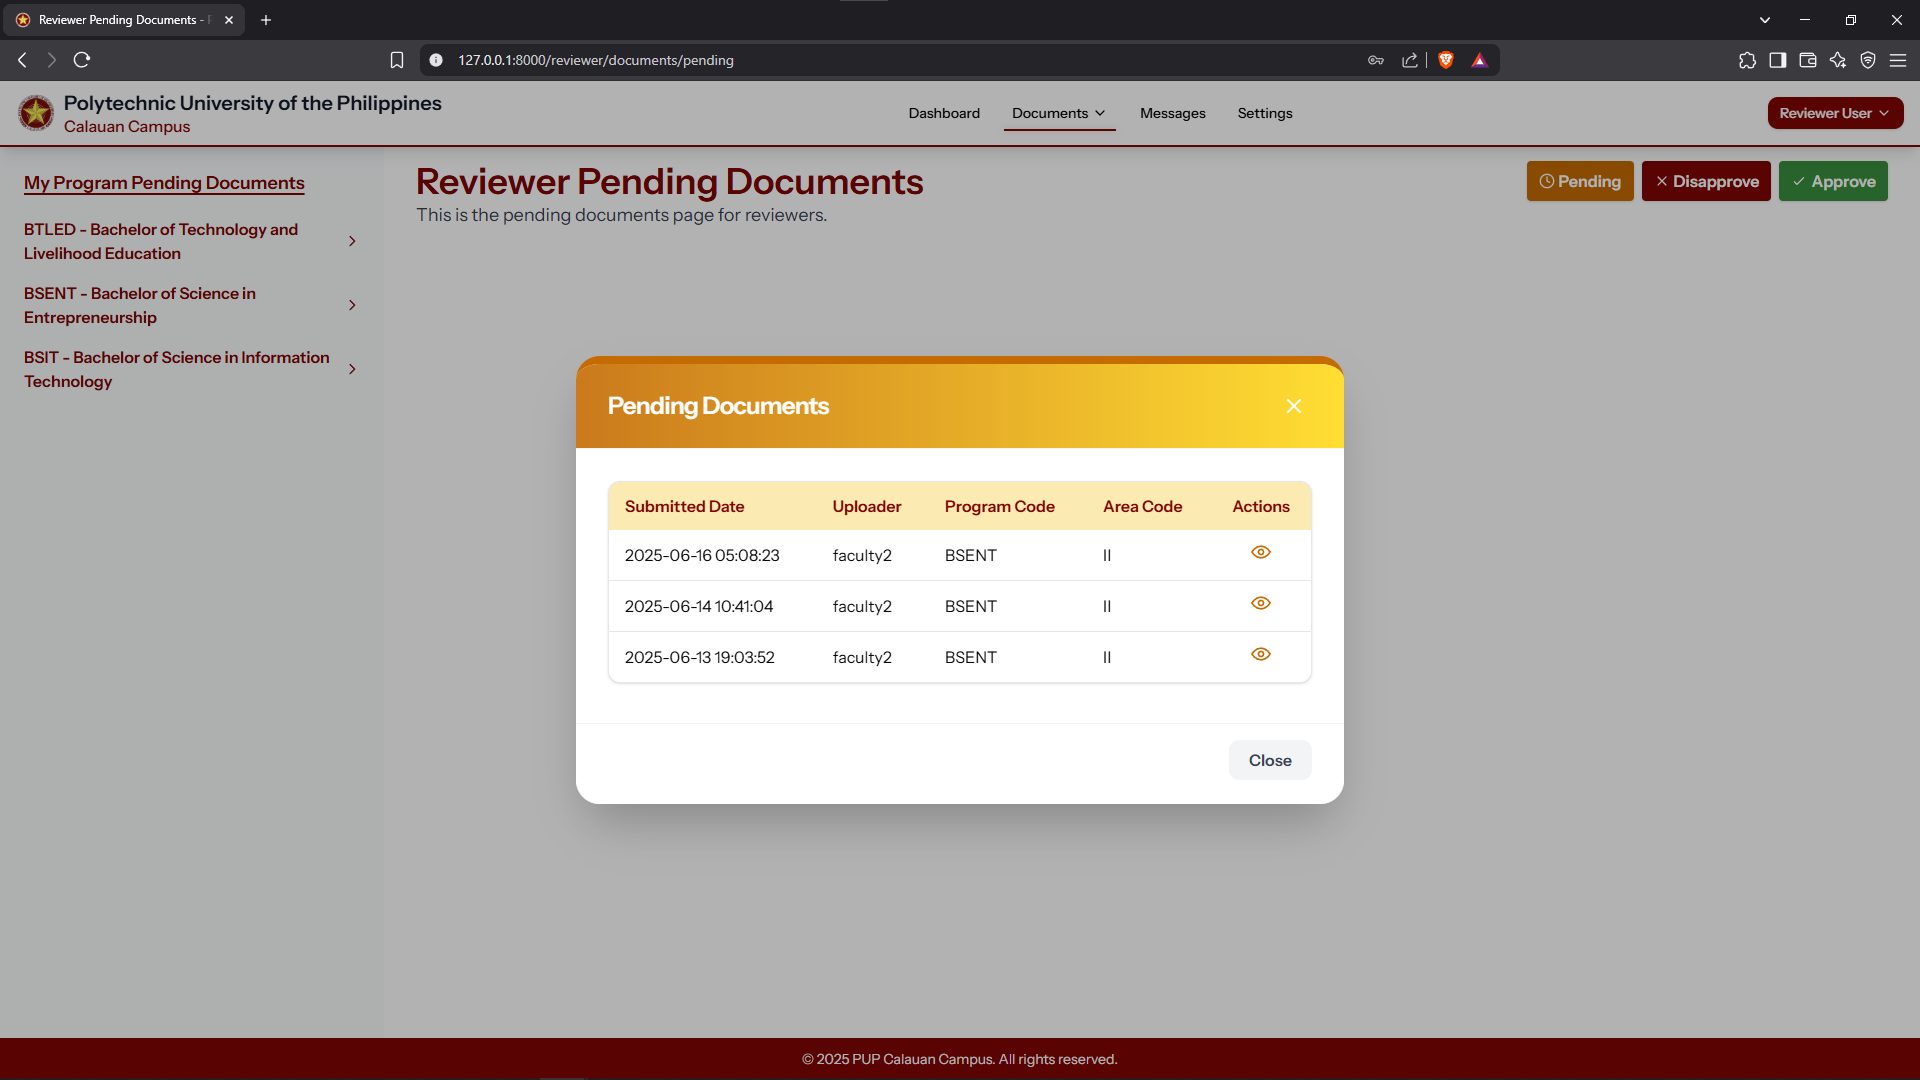 Reviewer Pending Documents -
127.0.0.1:8000/reviewer/documents/pending
Polytechnic University of the Philippines
Calauan Campus
Dashboard
Documents
Messages
Settings
Reviewer User
My Program Pending Documents
BTLED - Bachelor of Technology and
Livelihood Education
BSENT - Bachelor of Science in
Entrepreneurship
BSIT - Bachelor of Science in Information
Technology
Reviewer Pending Documents
This is the pending documents page for reviewers.
Pending
Disapprove
Approve
Pending Documents
Submitted Date Uploader Program Code Area Code Actions
2025-06-16 05:08:23 faculty2 BSENT II
2025-06-14 10:41:04 faculty2 BSENT II
2025-06-13 19:03:52 faculty2 BSENT II
Close
© 2025 PUP Calauan Campus. All rights reserved.